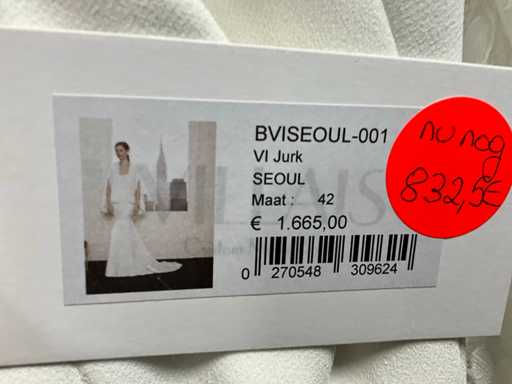 BVISEOUL-001
VI Jurk
SEOUL
Maat : 42
€ 1.665,00
0 270548 309624
nu nog
832,5€